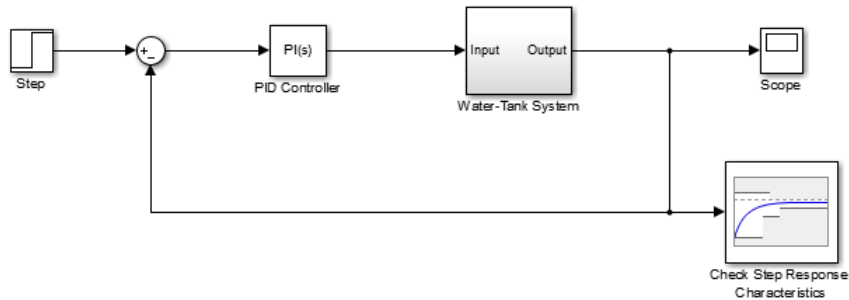 Step
+
−
PI(s)
PID Controller
Input
Output
Water-Tank System
Scope
Check Step Response
Characteristics